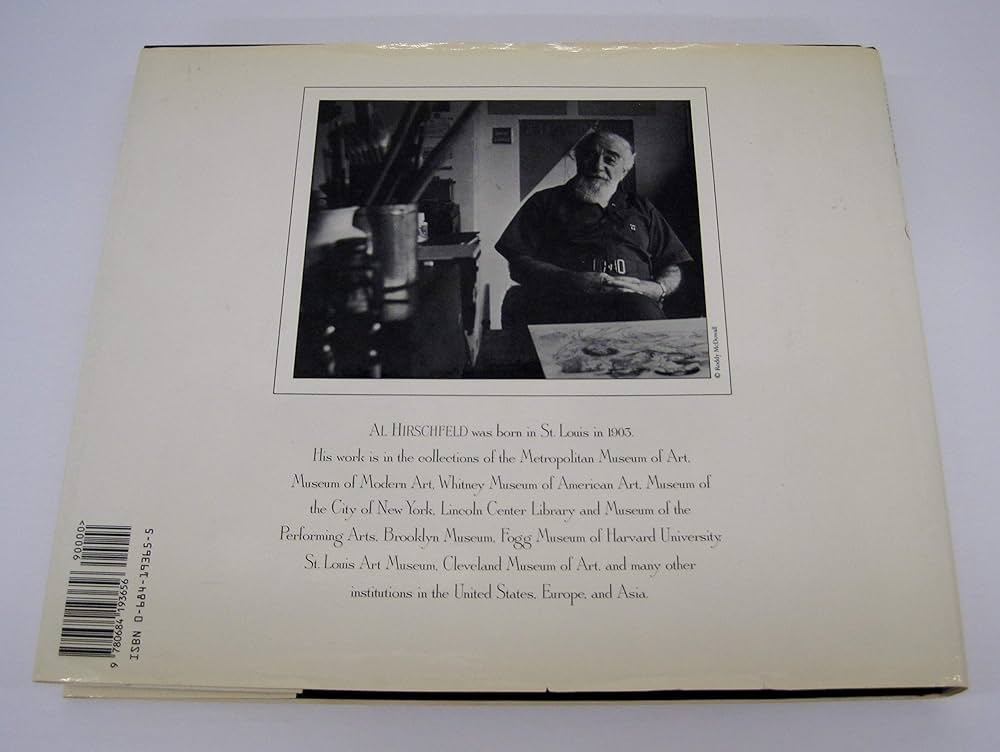 © Roddy McDowall
AL HIRSCHFELD was born in St. Louis in 1903.
His work is in the collections of the Metropolitan Museum of Art,
Museum of Modern Art, Whitney Museum of American Art, Museum of
the City of New York, Lincoln Center Library and Museum of the
Performing Arts, Brooklyn Museum, Fogg Museum of Harvard University,
St. Louis Art Museum, Cleveland Museum of Art, and many other
institutions in the United States, Europe, and Asia.
90000>
9 780684 193656
ISBN 0-684-19365-5